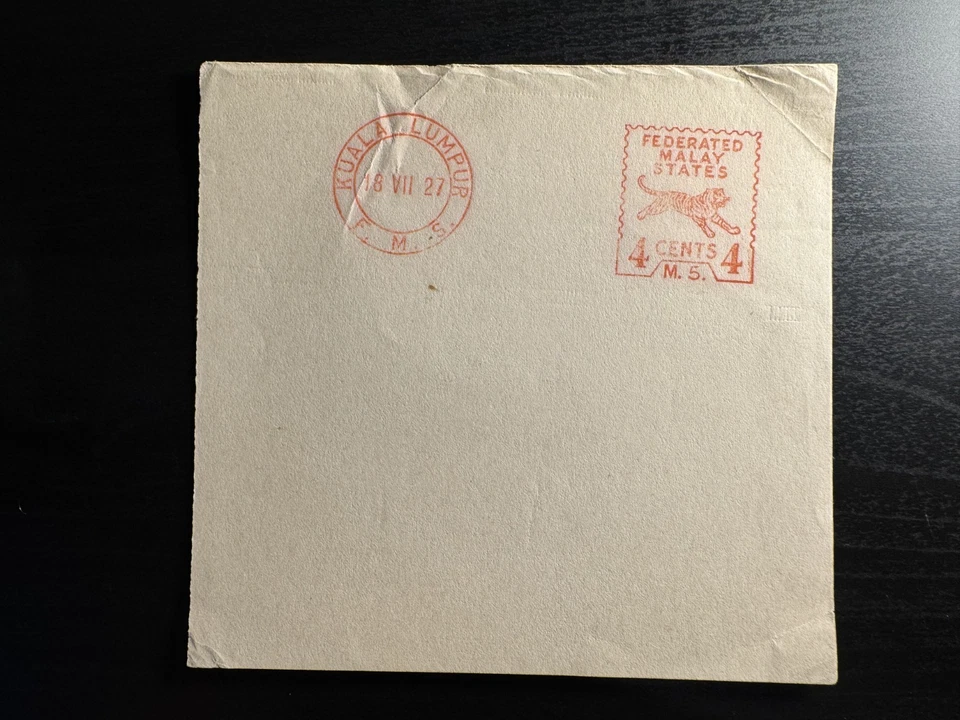 KUALA LUMPUR
18 VII 27
F. M. S.
FEDERATED
MALAY
STATES
4 CENTS 4
M. 5.